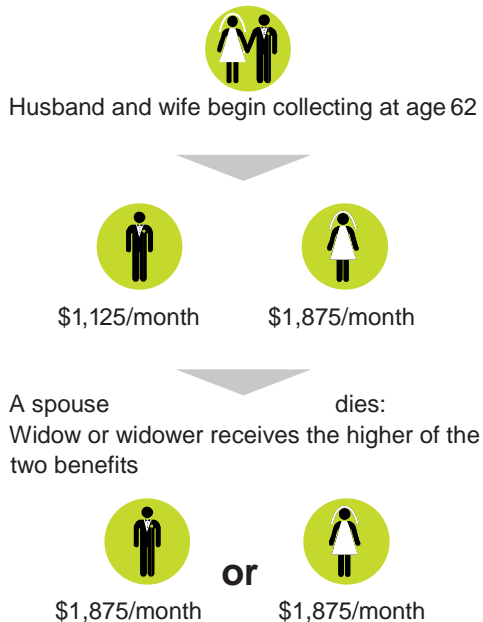 Husband and wife begin collecting at age 62
$1,125/month $1,875/month
A spouse dies:
Widow or widower receives the higher of the
two benefits
or
$1,875/month $1,875/month